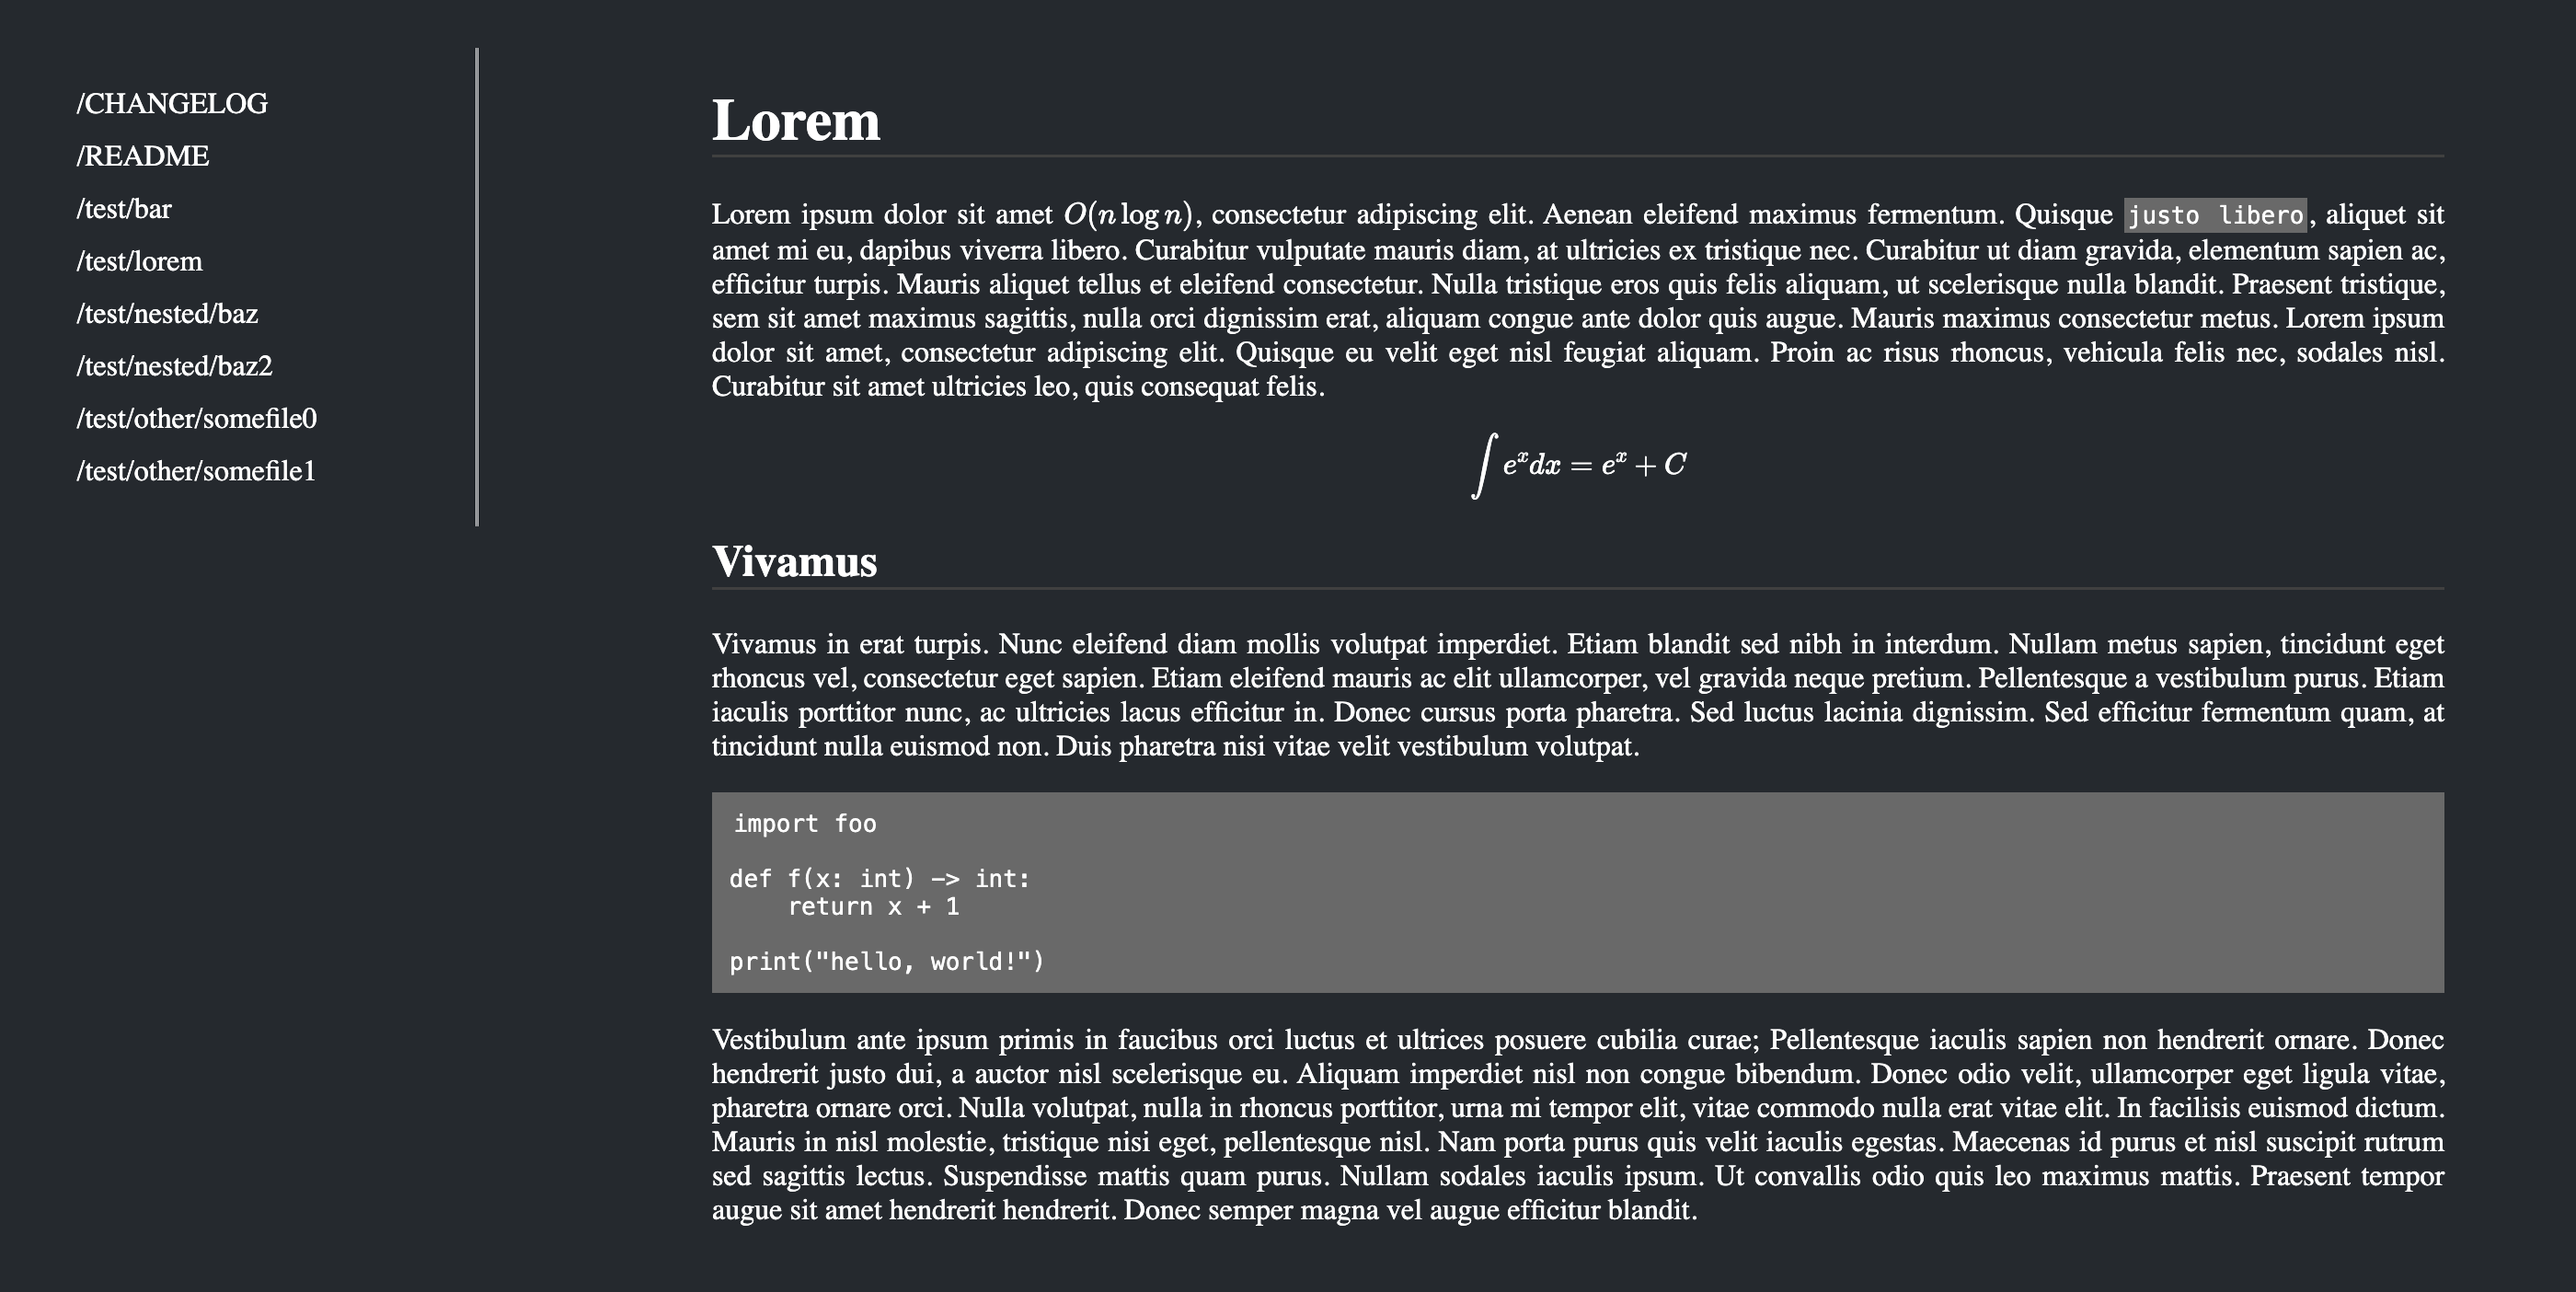 /CHANGELOG
/README
/test/bar
/test/lorem
/test/nested/baz
/test/nested/baz2
/test/other/somefile0
/test/other/somefile1
Lorem
Lorem ipsum dolor sit amet O(n log n), consectetur adipiscing elit. Aenean eleifend maximus fermentum. Quisque justo libero, aliquet sit
amet mi eu, dapibus viverra libero. Curabitur vulputate mauris diam, at ultricies ex tristique nec. Curabitur ut diam gravida, elementum sapien ac,
efficitur turpis. Mauris aliquet tellus et eleifend consectetur. Nulla tristique eros quis felis aliquam, ut scelerisque nulla blandit. Praesent tristique,
sem sit amet maximus sagittis, nulla orci dignissim erat, aliquam congue ante dolor quis augue. Mauris maximus consectetur metus. Lorem ipsum
dolor sit amet, consectetur adipiscing elit. Quisque eu velit eget nisl feugiat aliquam. Proin ac risus rhoncus, vehicula felis nec, sodales nisl.
Curabitur sit amet ultricies leo, quis consequat felis.
∫ eˣdx = eˣ + C
Vivamus
Vivamus in erat turpis. Nunc eleifend diam mollis volutpat imperdiet. Etiam blandit sed nibh in interdum. Nullam metus sapien, tincidunt eget
rhoncus vel, consectetur eget sapien. Etiam eleifend mauris ac elit ullamcorper, vel gravida neque pretium. Pellentesque a vestibulum purus. Etiam
iaculis porttitor nunc, ac ultricies lacus efficitur in. Donec cursus porta pharetra. Sed luctus lacinia dignissim. Sed efficitur fermentum quam, at
tincidunt nulla euismod non. Duis pharetra nisi vitae velit vestibulum volutpat.
import foo
def f(x: int) -> int:
    return x + 1
print("hello, world!")
Vestibulum ante ipsum primis in faucibus orci luctus et ultrices posuere cubilia curae; Pellentesque iaculis sapien non hendrerit ornare. Donec
hendrerit justo dui, a auctor nisl scelerisque eu. Aliquam imperdiet nisl non congue bibendum. Donec odio velit, ullamcorper eget ligula vitae,
pharetra ornare orci. Nulla volutpat, nulla in rhoncus porttitor, urna mi tempor elit, vitae commodo nulla erat vitae elit. In facilisis euismod dictum.
Mauris in nisl molestie, tristique nisi eget, pellentesque nisl. Nam porta purus quis velit iaculis egestas. Maecenas id purus et nisl suscipit rutrum
sed sagittis lectus. Suspendisse mattis quam purus. Nullam sodales iaculis ipsum. Ut convallis odio quis leo maximus mattis. Praesent tempor
augue sit amet hendrerit hendrerit. Donec semper magna vel augue efficitur blandit.